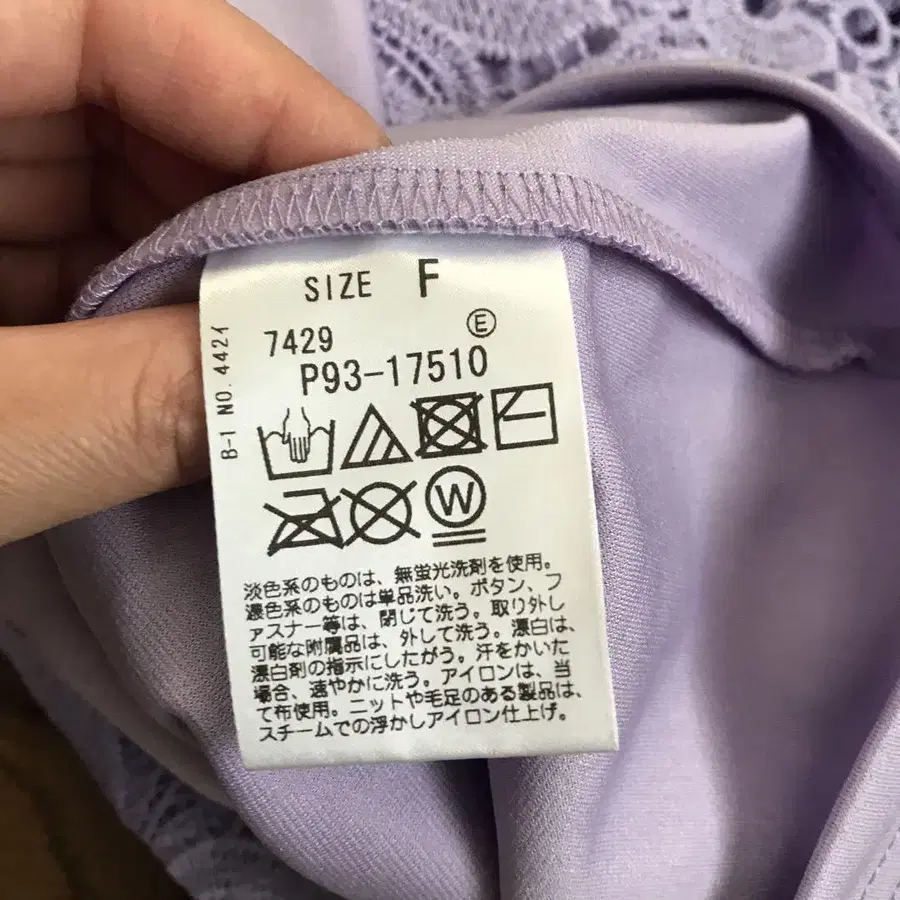 SIZE F
7429 E
P93-17510
B-1 NO.4421
W
淡色系のものは、無蛍光洗剤を使用。
濃色系のものは単品洗い。ボタン、フ
ァスナー等は、閉じて洗う。取り外し
可能な附属品は、外して洗う。漂白は、
漂白剤の指示にしたがう。汗をかいた
場合、速やかに洗う。アイロンは、当
て布使用。ニットや毛足のある製品は、
スチームでの浮かしアイロン仕上げ。